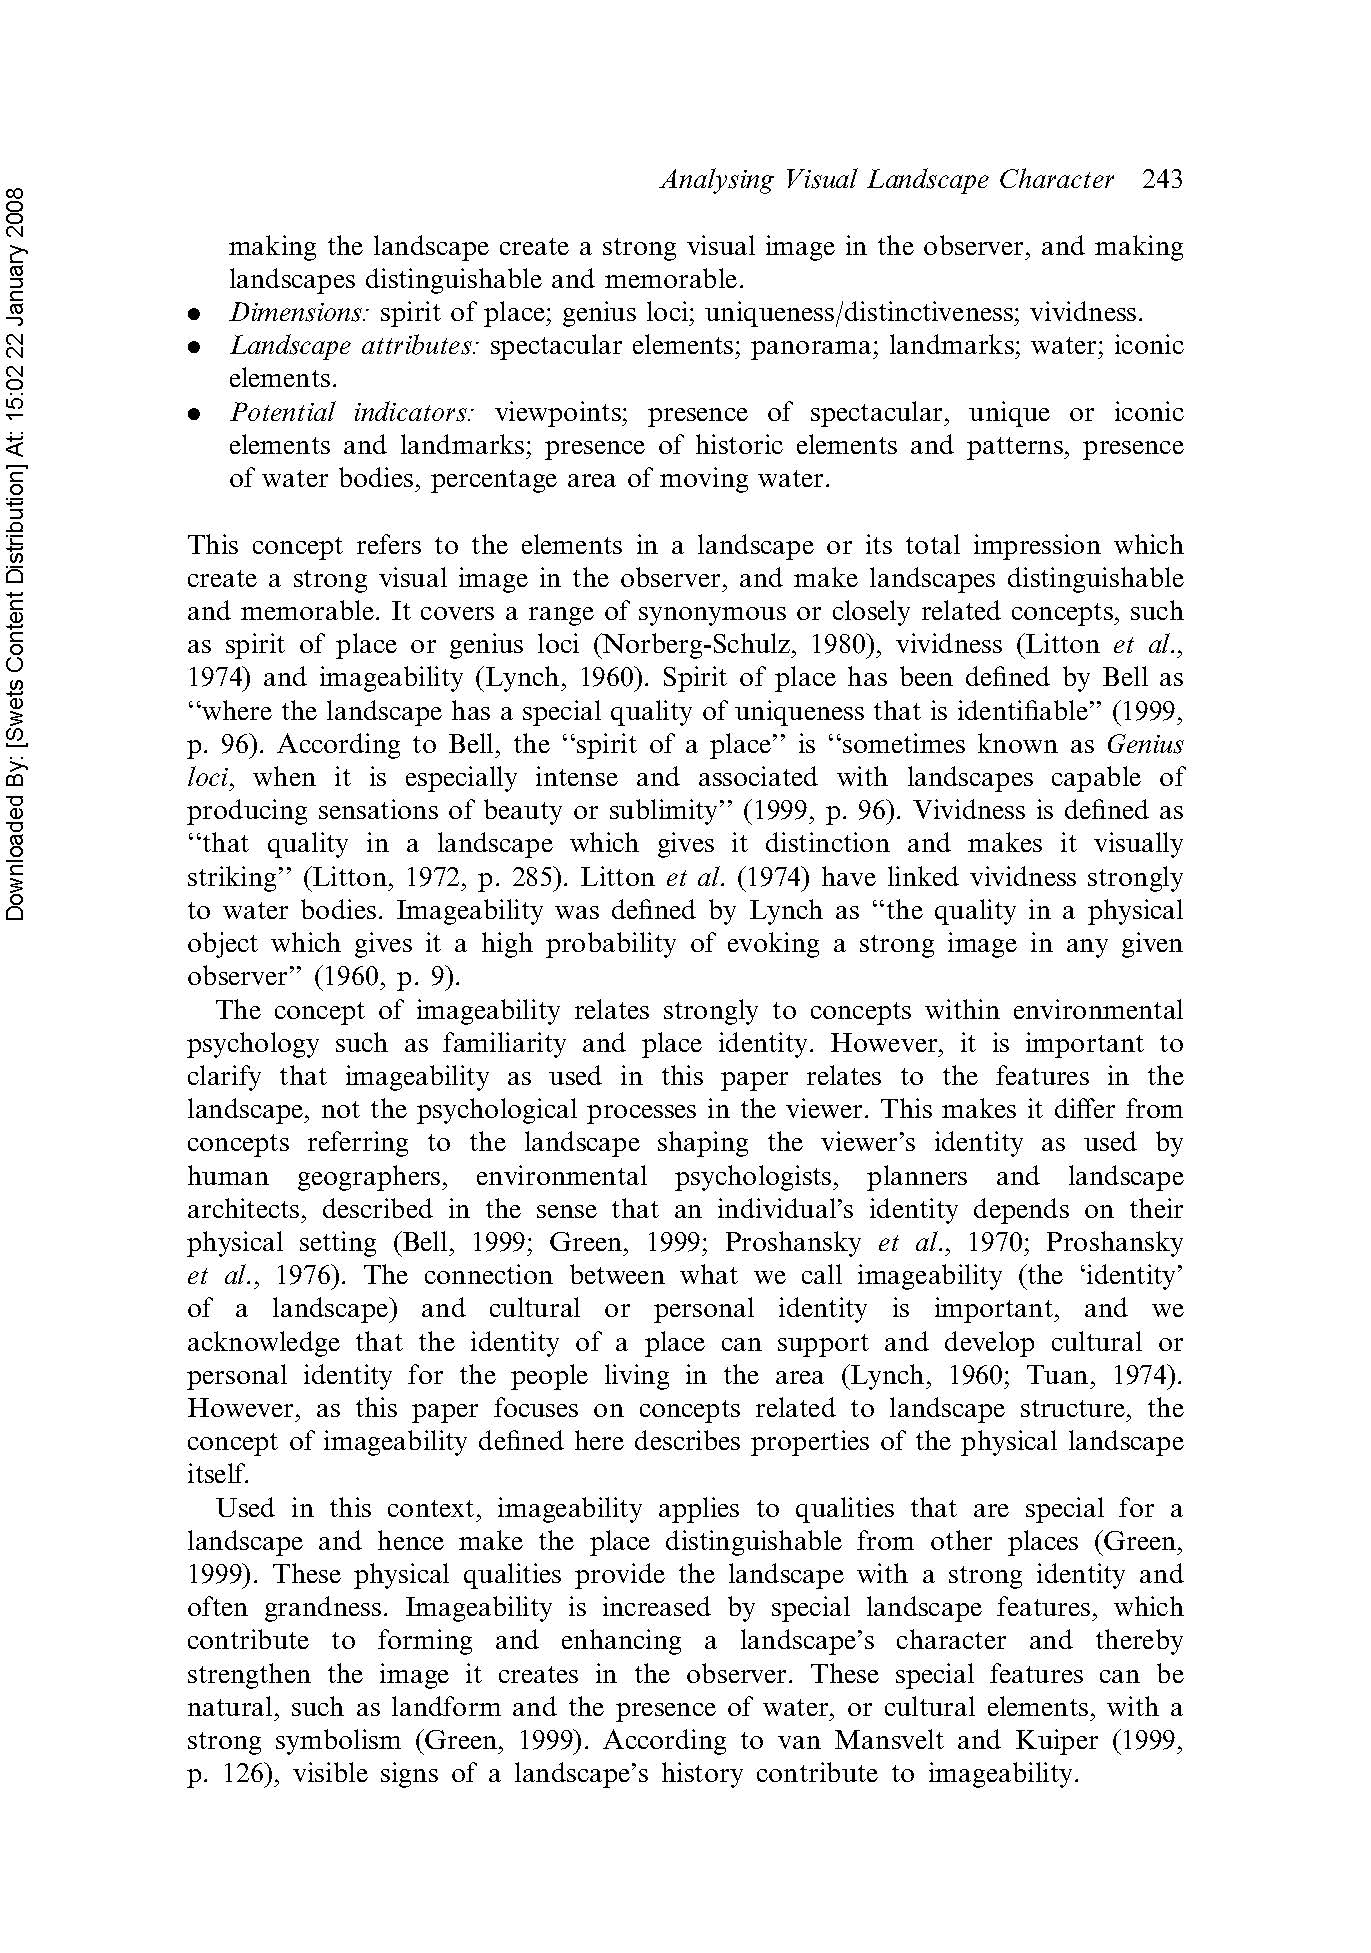 Analysing Visual Landscape Character 243
making the landscape create a strong visual image in the observer, and making
landscapes distinguishable and memorable.
● Dimensions: spirit of place; genius loci; uniqueness/distinctiveness; vividness.
● Landscape attributes: spectacular elements; panorama; landmarks; water; iconic
elements.
● Potential indicators: viewpoints; presence of spectacular, unique or iconic
elements and landmarks; presence of historic elements and patterns, presence
of water bodies, percentage area of moving water.
This concept refers to the elements in a landscape or its total impression which
create a strong visual image in the observer, and make landscapes distinguishable
and memorable. It covers a range of synonymous or closely related concepts, such
as spirit of place or genius loci (Norberg-Schulz, 1980), vividness (Litton et al.,
1974) and imageability (Lynch, 1960). Spirit of place has been defined by Bell as
‘‘where the landscape has a special quality of uniqueness that is identifiable’’ (1999,
p. 96). According to Bell, the ‘‘spirit of a place’’ is ‘‘sometimes known as Genius
loci, when it is especially intense and associated with landscapes capable of
producing sensations of beauty or sublimity’’ (1999, p. 96). Vividness is defined as
‘‘that quality in a landscape which gives it distinction and makes it visually
striking’’ (Litton, 1972, p. 285). Litton et al. (1974) have linked vividness strongly
to water bodies. Imageability was defined by Lynch as ‘‘the quality in a physical
object which gives it a high probability of evoking a strong image in any given
observer’’ (1960, p. 9).
The concept of imageability relates strongly to concepts within environmental
psychology such as familiarity and place identity. However, it is important to
clarify that imageability as used in this paper relates to the features in the
landscape, not the psychological processes in the viewer. This makes it differ from
concepts referring to the landscape shaping the viewer’s identity as used by
human geographers, environmental psychologists, planners and landscape
architects, described in the sense that an individual’s identity depends on their
physical setting (Bell, 1999; Green, 1999; Proshansky et al., 1970; Proshansky
et al., 1976). The connection between what we call imageability (the ‘identity’
of a landscape) and cultural or personal identity is important, and we
acknowledge that the identity of a place can support and develop cultural or
personal identity for the people living in the area (Lynch, 1960; Tuan, 1974).
However, as this paper focuses on concepts related to landscape structure, the
concept of imageability defined here describes properties of the physical landscape
itself.
Used in this context, imageability applies to qualities that are special for a
landscape and hence make the place distinguishable from other places (Green,
1999). These physical qualities provide the landscape with a strong identity and
often grandness. Imageability is increased by special landscape features, which
contribute to forming and enhancing a landscape’s character and thereby
strengthen the image it creates in the observer. These special features can be
natural, such as landform and the presence of water, or cultural elements, with a
strong symbolism (Green, 1999). According to van Mansvelt and Kuiper (1999,
p. 126), visible signs of a landscape’s history contribute to imageability.
Downloaded By: [Swets Content Distribution] At: 15:02 22 January 2008